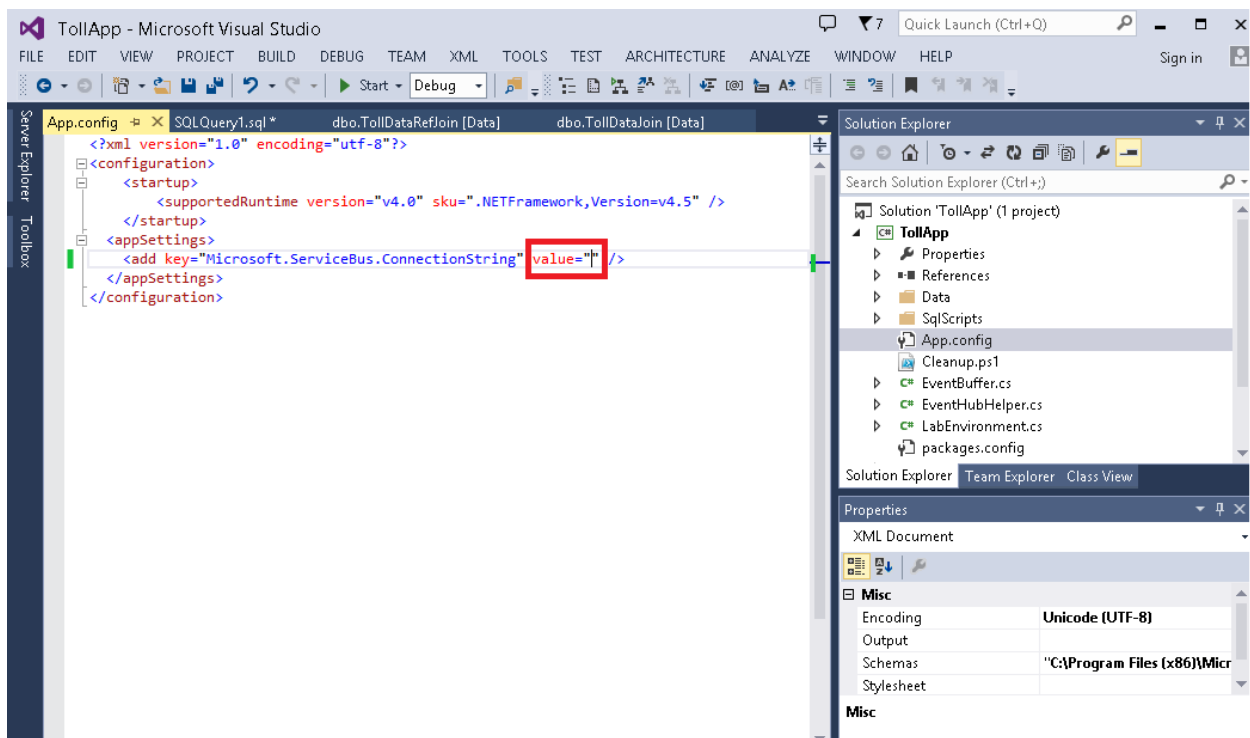 TollApp - Microsoft Visual Studio
7
Quick Launch (Ctrl+Q)
FILE EDIT VIEW PROJECT BUILD DEBUG TEAM XML TOOLS TEST ARCHITECTURE ANALYZE WINDOW HELP
Sign in
Start
Debug
Server Explorer
Toolbox
App.config
SQLQuery1.sql *
dbo.TollDataRefJoin [Data]
dbo.TollDataJoin [Data]
<?xml version="1.0" encoding="utf-8"?>
<configuration>
<startup>
<supportedRuntime version="v4.0" sku=".NETFramework,Version=v4.5" />
</startup>
<appSettings>
<add key="Microsoft.ServiceBus.ConnectionString" value="" />
</appSettings>
</configuration>
Solution Explorer
Search Solution Explorer (Ctrl+;)
Solution 'TollApp' (1 project)
C# TollApp
Properties
References
Data
SqlScripts
App.config
Cleanup.ps1
C# EventBuffer.cs
C# EventHubHelper.cs
C# LabEnvironment.cs
packages.config
Solution Explorer Team Explorer Class View
Properties
XML Document
Misc
Encoding Unicode (UTF-8)
Output
Schemas "C:\Program Files (x86)\Micr
Stylesheet
Misc